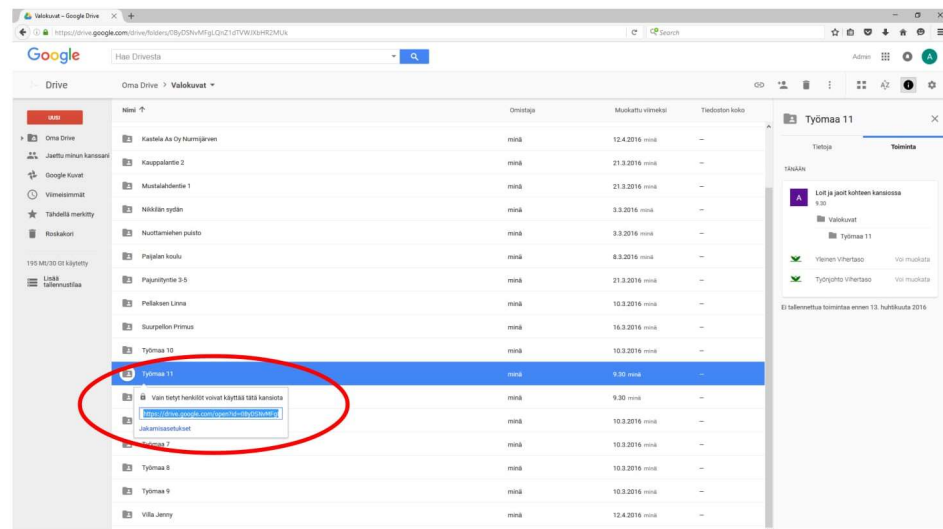 Valokuvat – Google Drive
https://drive.google.com/drive/folders/0ByDSNvMFgLQnZ1dTVWJXbHR2MUk
Search
Google
Hae Drivesta
Admin
A
Drive
Oma Drive > Valokuvat
UUSI
Oma Drive
Jaettu minun kanssani
Google Kuvat
Viimeisimmät
Tähdellä merkitty
Roskakori
195 Mt/30 Gt käytetty
Lisää
tallennustilaa
Nimi Omistaja Muokattu viimeksi Tiedoston koko
Kastela As Oy Nurmijärven minä 12.4.2016 minä –
Kauppalantie 2 minä 21.3.2016 minä –
Mustalahdentie 1 minä 21.3.2016 minä –
Nikkilän sydän minä 3.3.2016 minä –
Nuottamiehen puisto minä 3.3.2016 minä –
Paijalan koulu minä 8.3.2016 minä –
Pajuniityntie 3-5 minä 21.3.2016 minä –
Pellaksen Linna minä 10.3.2016 minä –
Suurpellon Primus minä 16.3.2016 minä –
Työmaa 10 minä 10.3.2016 minä –
Työmaa 11 minä 9.30 minä –
Vain tietyt henkilöt voivat käyttää tätä kansiota
minä 9.30 minä –
https://drive.google.com/open?id=0ByDSNvMFgl
minä 10.3.2016 minä –
Jakamisasetukset
Työmaa 7 minä 10.3.2016 minä –
Työmaa 8 minä 10.3.2016 minä –
Työmaa 9 minä 10.3.2016 minä –
Villa Jenny minä 12.4.2016 minä –
Työmaa 11
Tietoja Toiminta
TÄNÄÄN
A
Loit ja jaoit kohteen kansiossa
9.30
Valokuvat
Työmaa 11
Yleinen Vihertaso Voi muokata
Työnjohto Vihertaso Voi muokata
Ei tallennettua toimintaa ennen 13. huhtikuuta 2016